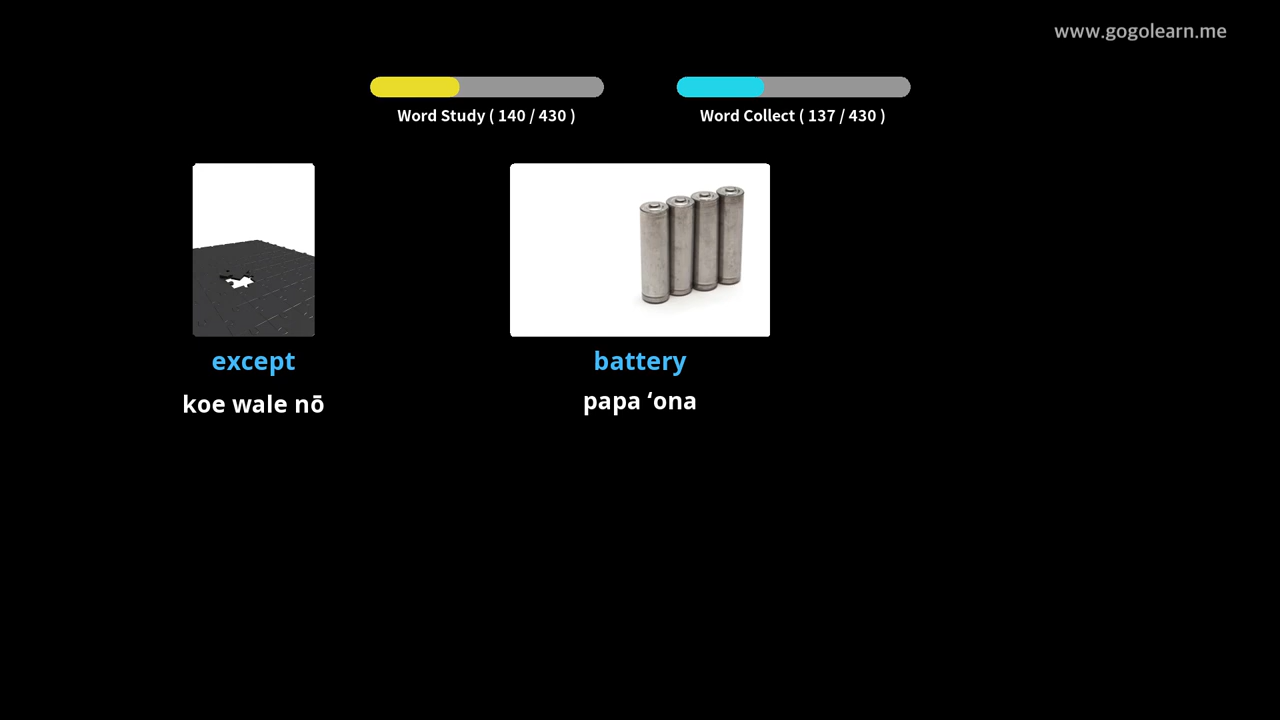 www.gogolearn.me
Word Study ( 140 / 430 )
Word Collect ( 137 / 430 )
except
koe wale nō
battery
papa ʻona